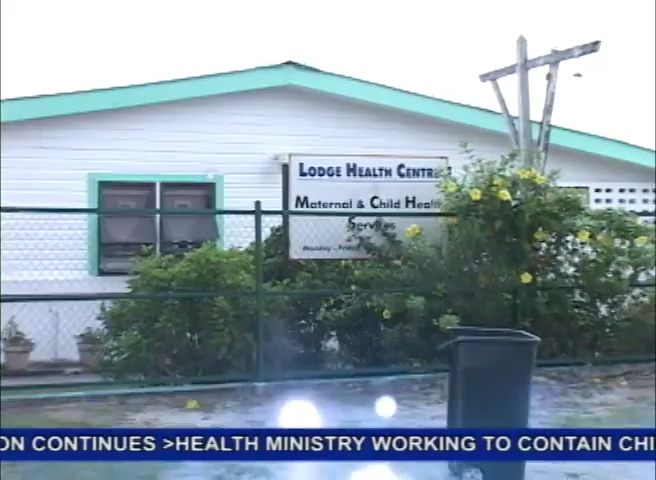 LODGE HEALTH CENTRE
MATERNAL & CHILD HEALTH
SERVICES
ON CONTINUES >HEALTH MINISTRY WORKING TO CONTAIN CHI